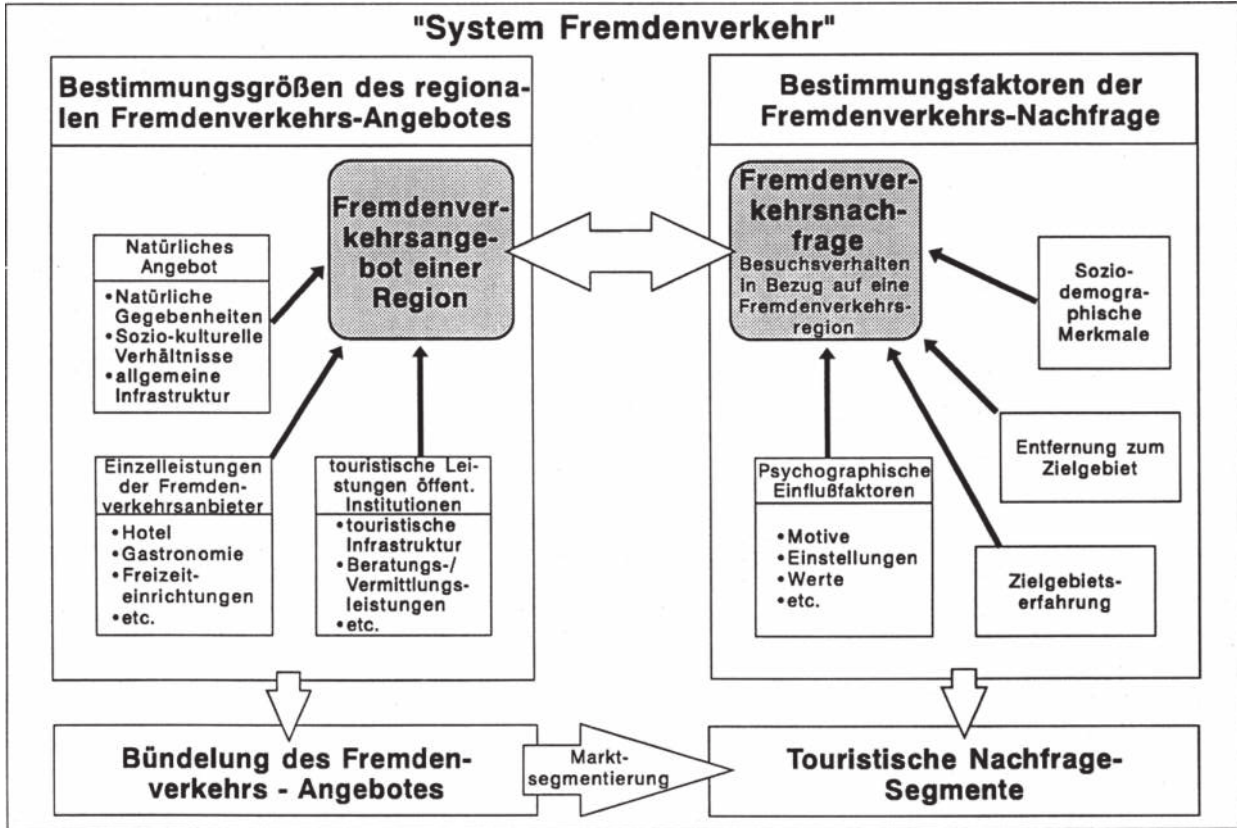 "System Fremdenverkehr"
Bestimmungsgrößen des regiona-
len Fremdenverkehrs-Angebotes
Fremdenver-
kehrsange-
bot einer
Region
Natürliches
Angebot
•Natürliche
Gegebenheiten
•Sozio-kulturelle
Verhältnisse
•allgemeine
Infrastruktur
Einzelleistungen
der Fremden-
verkehrsanbieter
•Hotel
•Gastronomie
•Freizeit-
einrichtungen
•etc.
touristische Lei-
stungen öffent.
Institutionen
•touristische
Infrastruktur
•Beratungs-/
Vermittlungs-
leistungen
•etc.
Bestimmungsfaktoren der
Fremdenverkehrs-Nachfrage
Fremdenver-
kehrsnach-
frage
Besuchsverhalten
in Bezug auf eine
Fremdenverkehrs-
region
Sozio-
demogra-
phische
Merkmale
Entfernung zum
Zielgebiet
Psychographische
Einflußfaktoren
•Motive
•Einstellungen
•Werte
•etc.
Zielgebiets-
erfahrung
Bündelung des Fremden-
verkehrs - Angebotes
Markt-
segmentierung
Touristische Nachfrage-
Segmente